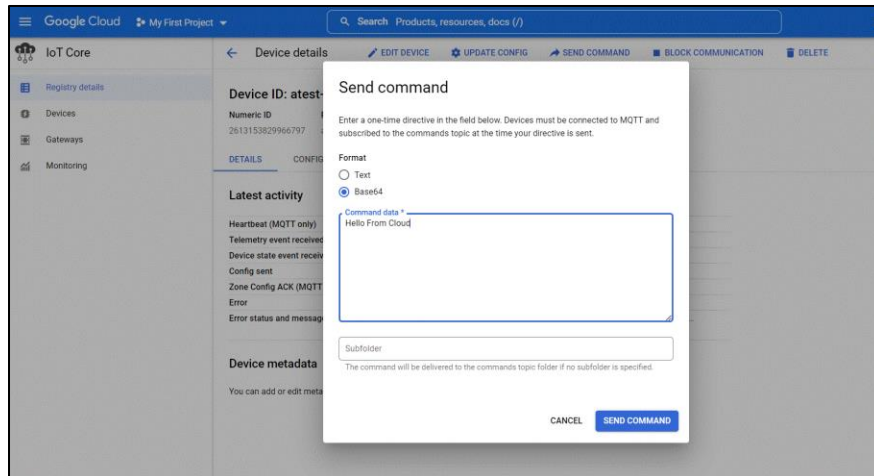 Google Cloud
My First Project
Search Products, resources, docs (/)
IoT Core
Device details
EDIT DEVICE
UPDATE CONFIG
SEND COMMAND
BLOCK COMMUNICATION
DELETE
Registry details
Devices
Gateways
Monitoring
Device ID: atest-
Numeric ID
2613153829966797
DETAILS
CONFIG
Latest activity
Heartbeat (MQTT only)
Telemetry event received
Device state event receiv
Config sent
Zone Config ACK (MQTT
Error
Error status and messag
Device metadata
You can add or edit meta
Send command
Enter a one-time directive in the field below. Devices must be connected to MQTT and
subscribed to the commands topic at the time your directive is sent.
Format
Text
Base64
Command data *
Hello From Cloud
Subfolder
The command will be delivered to the commands topic folder if no subfolder is specified.
CANCEL
SEND COMMAND